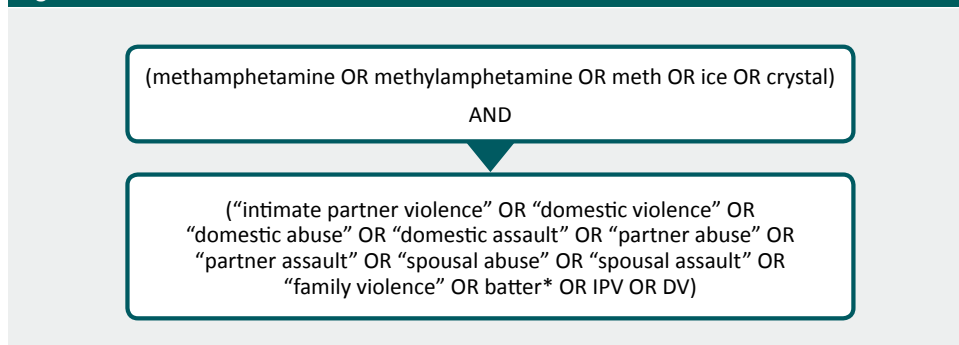 (methamphetamine OR methylamphetamine OR meth OR ice OR crystal)
AND
(“intimate partner violence” OR “domestic violence” OR
“domestic abuse” OR “domestic assault” OR “partner abuse” OR
“partner assault” OR “spousal abuse” OR “spousal assault” OR
“family violence” OR batter* OR IPV OR DV)